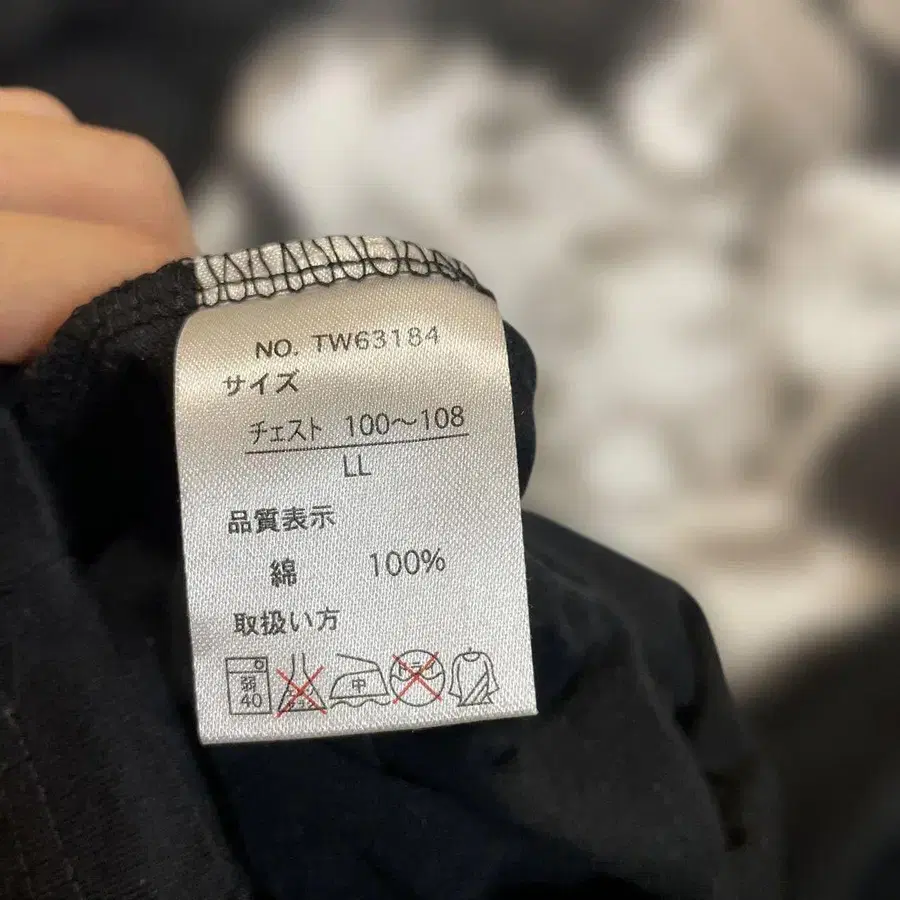 NO. TW63184
サイズ
チェスト 100～108
LL
品質表示
綿 100%
取扱い方
弱 中
40